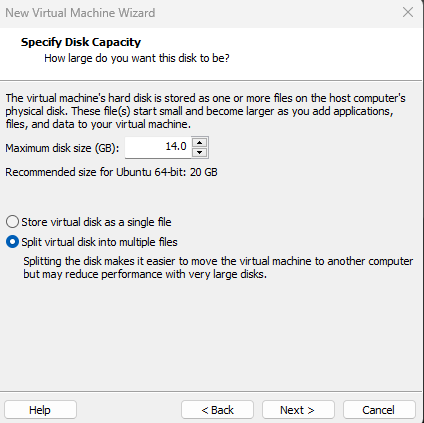 New Virtual Machine Wizard
Specify Disk Capacity
How large do you want this disk to be?
The virtual machine's hard disk is stored as one or more files on the host computer's
physical disk. These file(s) start small and become larger as you add applications,
files, and data to your virtual machine.
Maximum disk size (GB): 14.0
Recommended size for Ubuntu 64-bit: 20 GB
Store virtual disk as a single file
Split virtual disk into multiple files
Splitting the disk makes it easier to move the virtual machine to another computer
but may reduce performance with very large disks.
Help < Back Next > Cancel